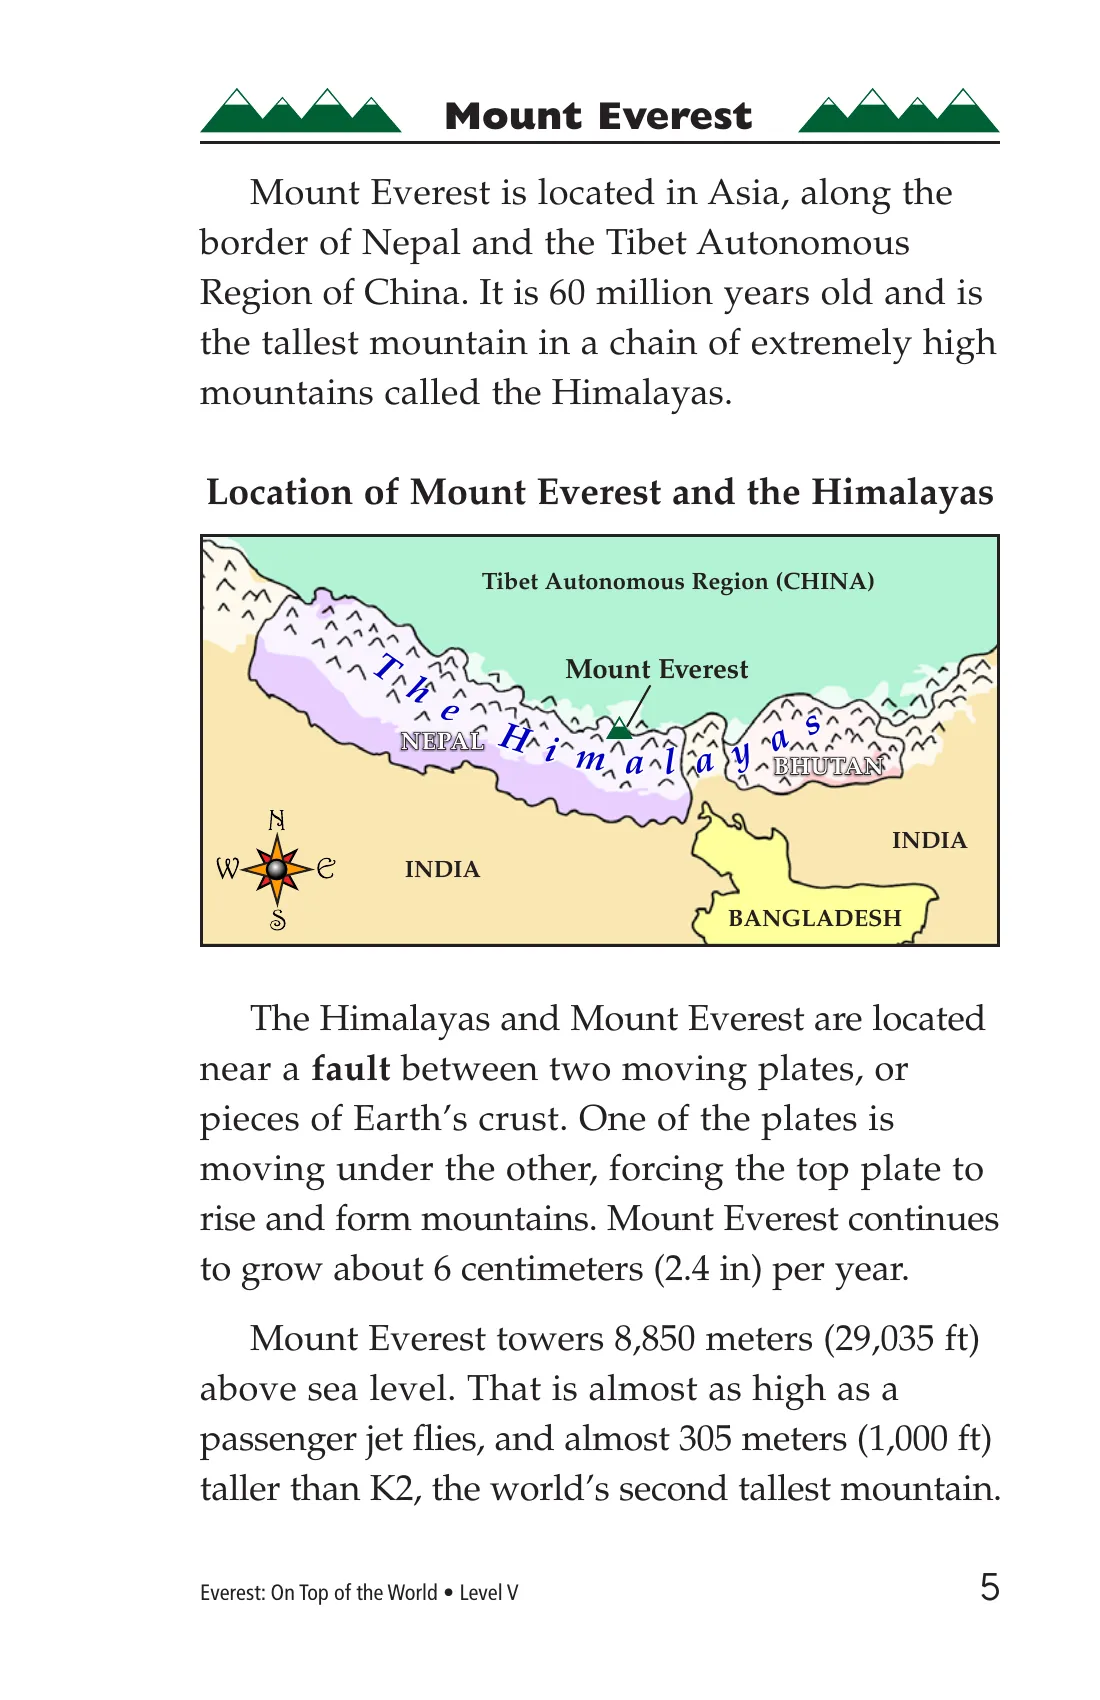 Mount Everest
Mount Everest is located in Asia, along the
border of Nepal and the Tibet Autonomous
Region of China. It is 60 million years old and is
the tallest mountain in a chain of extremely high
mountains called the Himalayas.
Location of Mount Everest and the Himalayas
Tibet Autonomous Region (CHINA)
Mount Everest
The Himalayas
NEPAL
BHUTAN
N
W E
S
INDIA
INDIA
BANGLADESH
The Himalayas and Mount Everest are located
near a fault between two moving plates, or
pieces of Earth’s crust. One of the plates is
moving under the other, forcing the top plate to
rise and form mountains. Mount Everest continues
to grow about 6 centimeters (2.4 in) per year.
Mount Everest towers 8,850 meters (29,035 ft)
above sea level. That is almost as high as a
passenger jet flies, and almost 305 meters (1,000 ft)
taller than K2, the world’s second tallest mountain.
Everest: On Top of the World • Level V
5